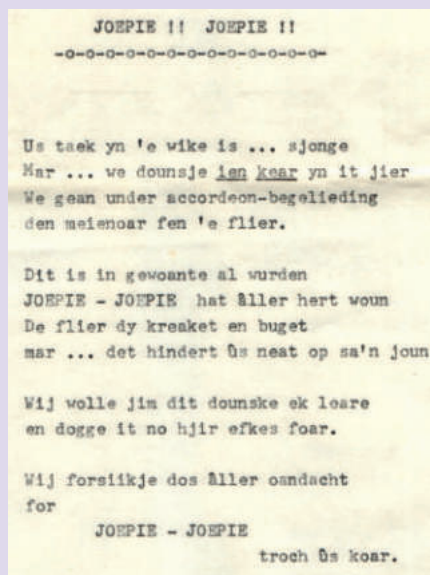 JOEPIE !! JOEPIE !!
-o-o-o-o-o-o-o-o-o-o-o-o-o-
Us taek yn 'e wike is ... sjonge
Mar ... we dounsje ien kear yn it jier
We gean under accordeon-begelieding
den meienoar fen 'e flier.
Dit is in gewoante al wurden
JOEPIE - JOEPIE hat åller hert woun
De flier dy kreaket en buget
mar ... det hindert ûs neat op sa'n joun
Wij wolle jim dit dounske ek leare
en dogge it no hjir efkes foar.
Wij forsiikje dos åller oandacht
for
JOEPIE - JOEPIE
troch ûs koar.